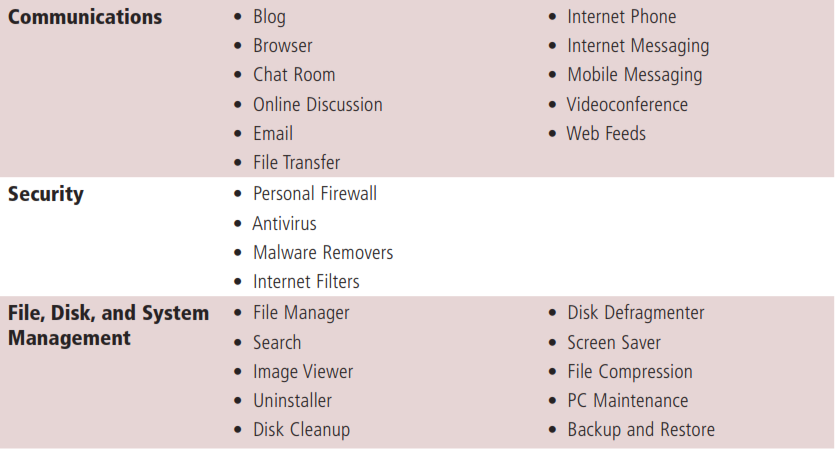 Communications
• Blog
• Browser
• Chat Room
• Online Discussion
• Email
• File Transfer
• Internet Phone
• Internet Messaging
• Mobile Messaging
• Videoconference
• Web Feeds
Security
• Personal Firewall
• Antivirus
• Malware Removers
• Internet Filters
File, Disk, and System
Management
• File Manager
• Search
• Image Viewer
• Uninstaller
• Disk Cleanup
• Disk Defragmenter
• Screen Saver
• File Compression
• PC Maintenance
• Backup and Restore